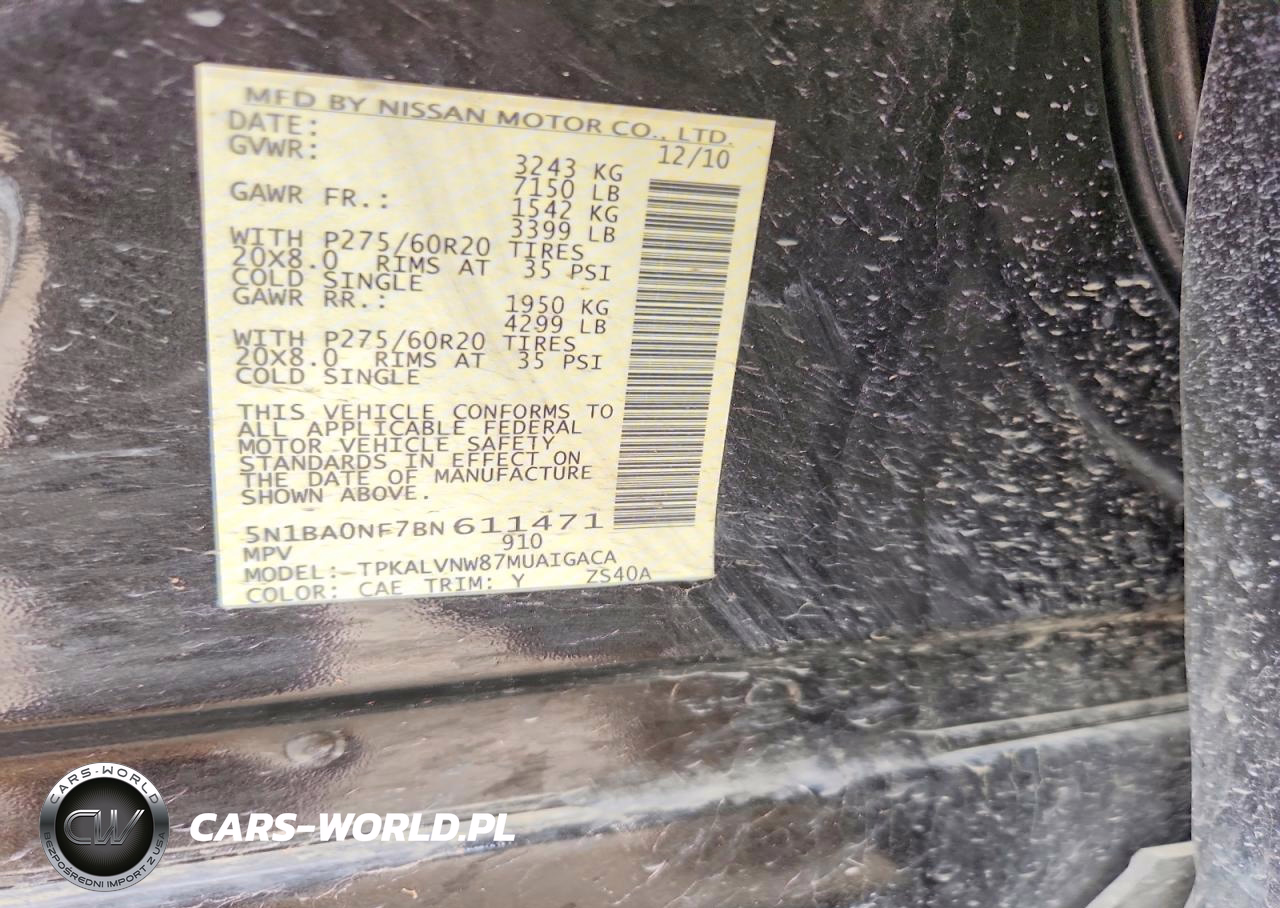 MFD BY NISSAN MOTOR CO., LTD.
DATE: 12/10
GVWR: 3243 KG
7150 LB
GAWR FR.: 1542 KG
3399 LB
WITH P275/60R20 TIRES
20X8.0 RIMS AT 35 PSI
COLD SINGLE
GAWR RR.: 1950 KG
4299 LB
WITH P275/60R20 TIRES
20X8.0 RIMS AT 35 PSI
COLD SINGLE
THIS VEHICLE CONFORMS TO
ALL APPLICABLE FEDERAL
MOTOR VEHICLE SAFETY
STANDARDS IN EFFECT ON
THE DATE OF MANUFACTURE
SHOWN ABOVE.
5N1BA0NF7BN611471
MPV 910
MODEL: TPKALVNW87MUAIGACA
COLOR: CAE TRIM: Y ZS40A
CARS-WORLD
CW
BEZPOŚREDNI IMPORT Z USA
CARS-WORLD.PL